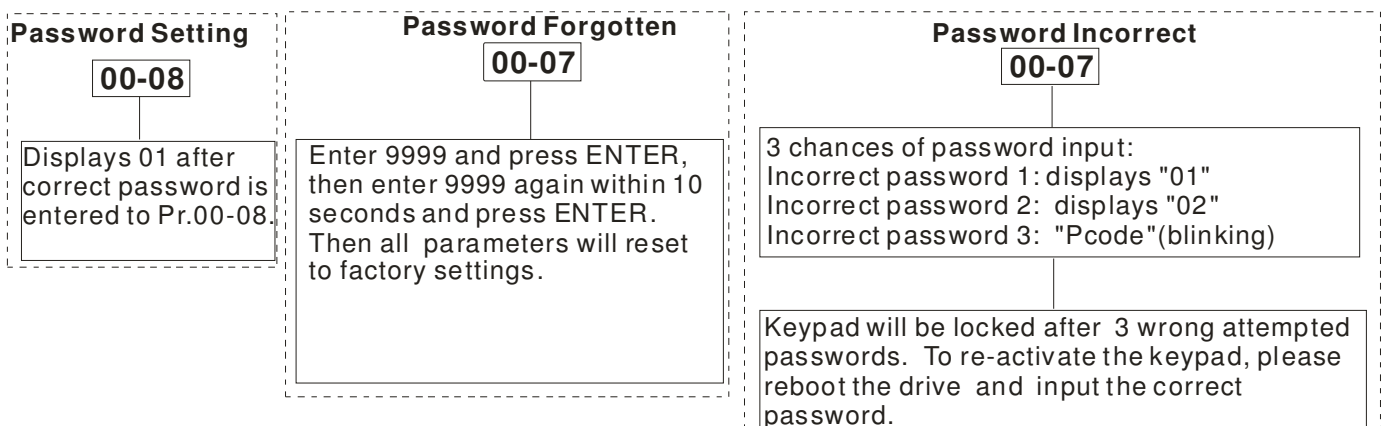 Password Setting
00-08
Displays 01 after
correct password is
entered to Pr.00-08.
Password Forgotten
00-07
Enter 9999 and press ENTER,
then enter 9999 again within 10
seconds and press ENTER.
Then all parameters will reset
to factory settings.
Password Incorrect
00-07
3 chances of password input:
Incorrect password 1: displays "01"
Incorrect password 2: displays "02"
Incorrect password 3: "Pcode"(blinking)
Keypad will be locked after 3 wrong attempted
passwords. To re-activate the keypad, please
reboot the drive and input the correct
password.